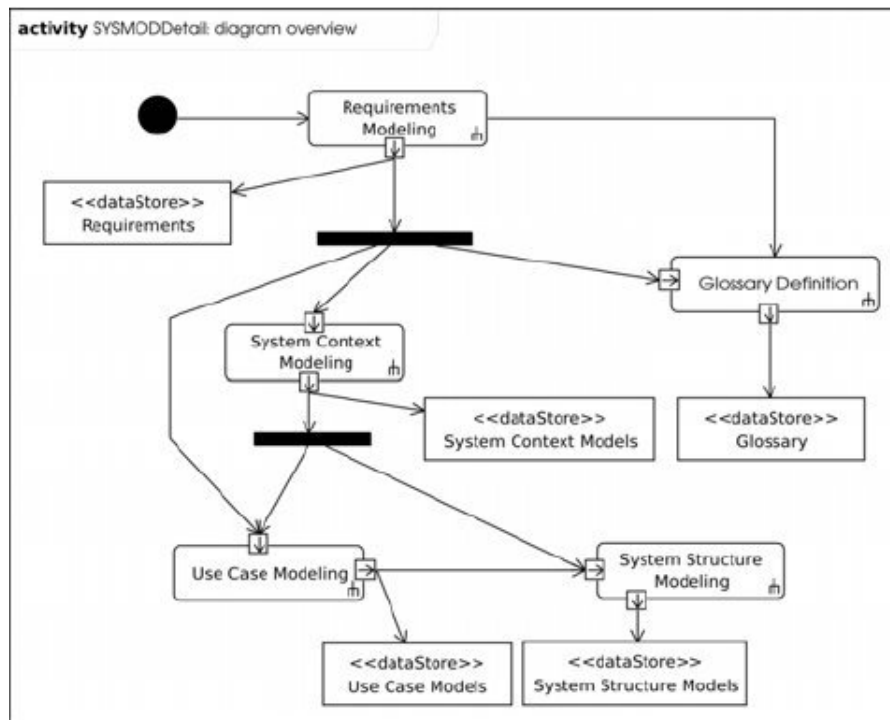 activity SYSMODDetail: diagram overview
Requirements
Modeling
<<dataStore>>
Requirements
Glossary Definition
System Context
Modeling
<<dataStore>>
System Context Models
<<dataStore>>
Glossary
Use Case Modeling
System Structure
Modeling
<<dataStore>>
Use Case Models
<<dataStore>>
System Structure Models